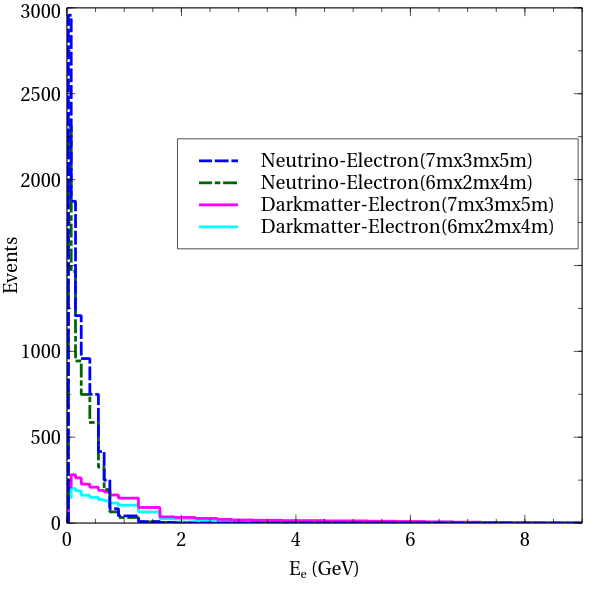 3000
2500
2000
1000
500
0
Events
Neutrino-Electron(7mx3mx5m)
Neutrino-Electron(6mx2mx4m)
Darkmatter-Electron(7mx3mx5m)
Darkmatter-Electron(6mx2mx4m)
0 2 4 6 8
Eₑ (GeV)